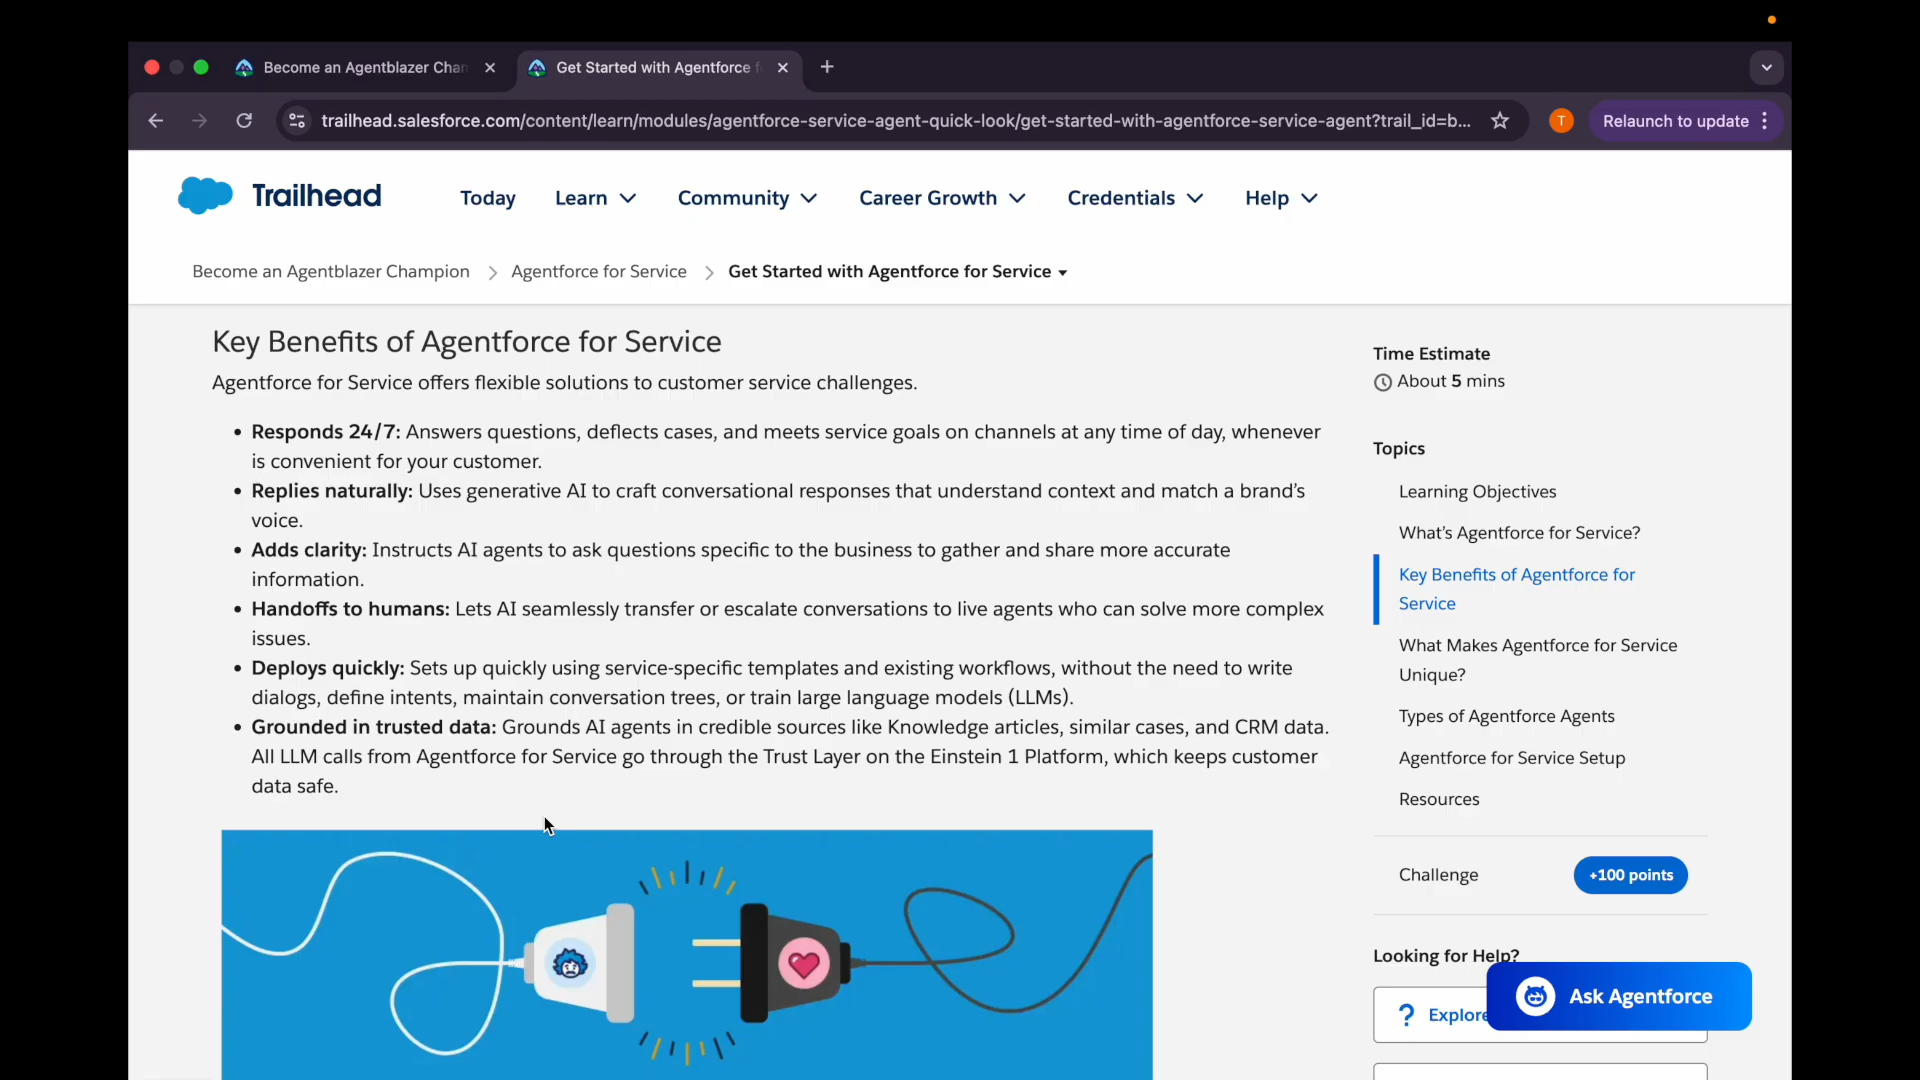 Become an Agentblazer Cha
Get Started with Agentforce f
trailhead.salesforce.com/content/learn/modules/agentforce-service-agent-quick-look/get-started-with-agentforce-service-agent?trail_id=b...
T
Relaunch to update
Trailhead
Today
Learn
Community
Career Growth
Credentials
Help
Become an Agentblazer Champion
Agentforce for Service
Get Started with Agentforce for Service
Key Benefits of Agentforce for Service
Agentforce for Service offers flexible solutions to customer service challenges.
• Responds 24/7: Answers questions, deflects cases, and meets service goals on channels at any time of day, whenever
is convenient for your customer.
• Replies naturally: Uses generative AI to craft conversational responses that understand context and match a brand’s
voice.
• Adds clarity: Instructs AI agents to ask questions specific to the business to gather and share more accurate
information.
• Handoffs to humans: Lets AI seamlessly transfer or escalate conversations to live agents who can solve more complex
issues.
• Deploys quickly: Sets up quickly using service-specific templates and existing workflows, without the need to write
dialogs, define intents, maintain conversation trees, or train large language models (LLMs).
• Grounded in trusted data: Grounds AI agents in credible sources like Knowledge articles, similar cases, and CRM data.
All LLM calls from Agentforce for Service go through the Trust Layer on the Einstein 1 Platform, which keeps customer
data safe.
Time Estimate
About 5 mins
Topics
Learning Objectives
What’s Agentforce for Service?
Key Benefits of Agentforce for
Service
What Makes Agentforce for Service
Unique?
Types of Agentforce Agents
Agentforce for Service Setup
Resources
Challenge
+100 points
Looking for Help?
? Explore
Ask Agentforce